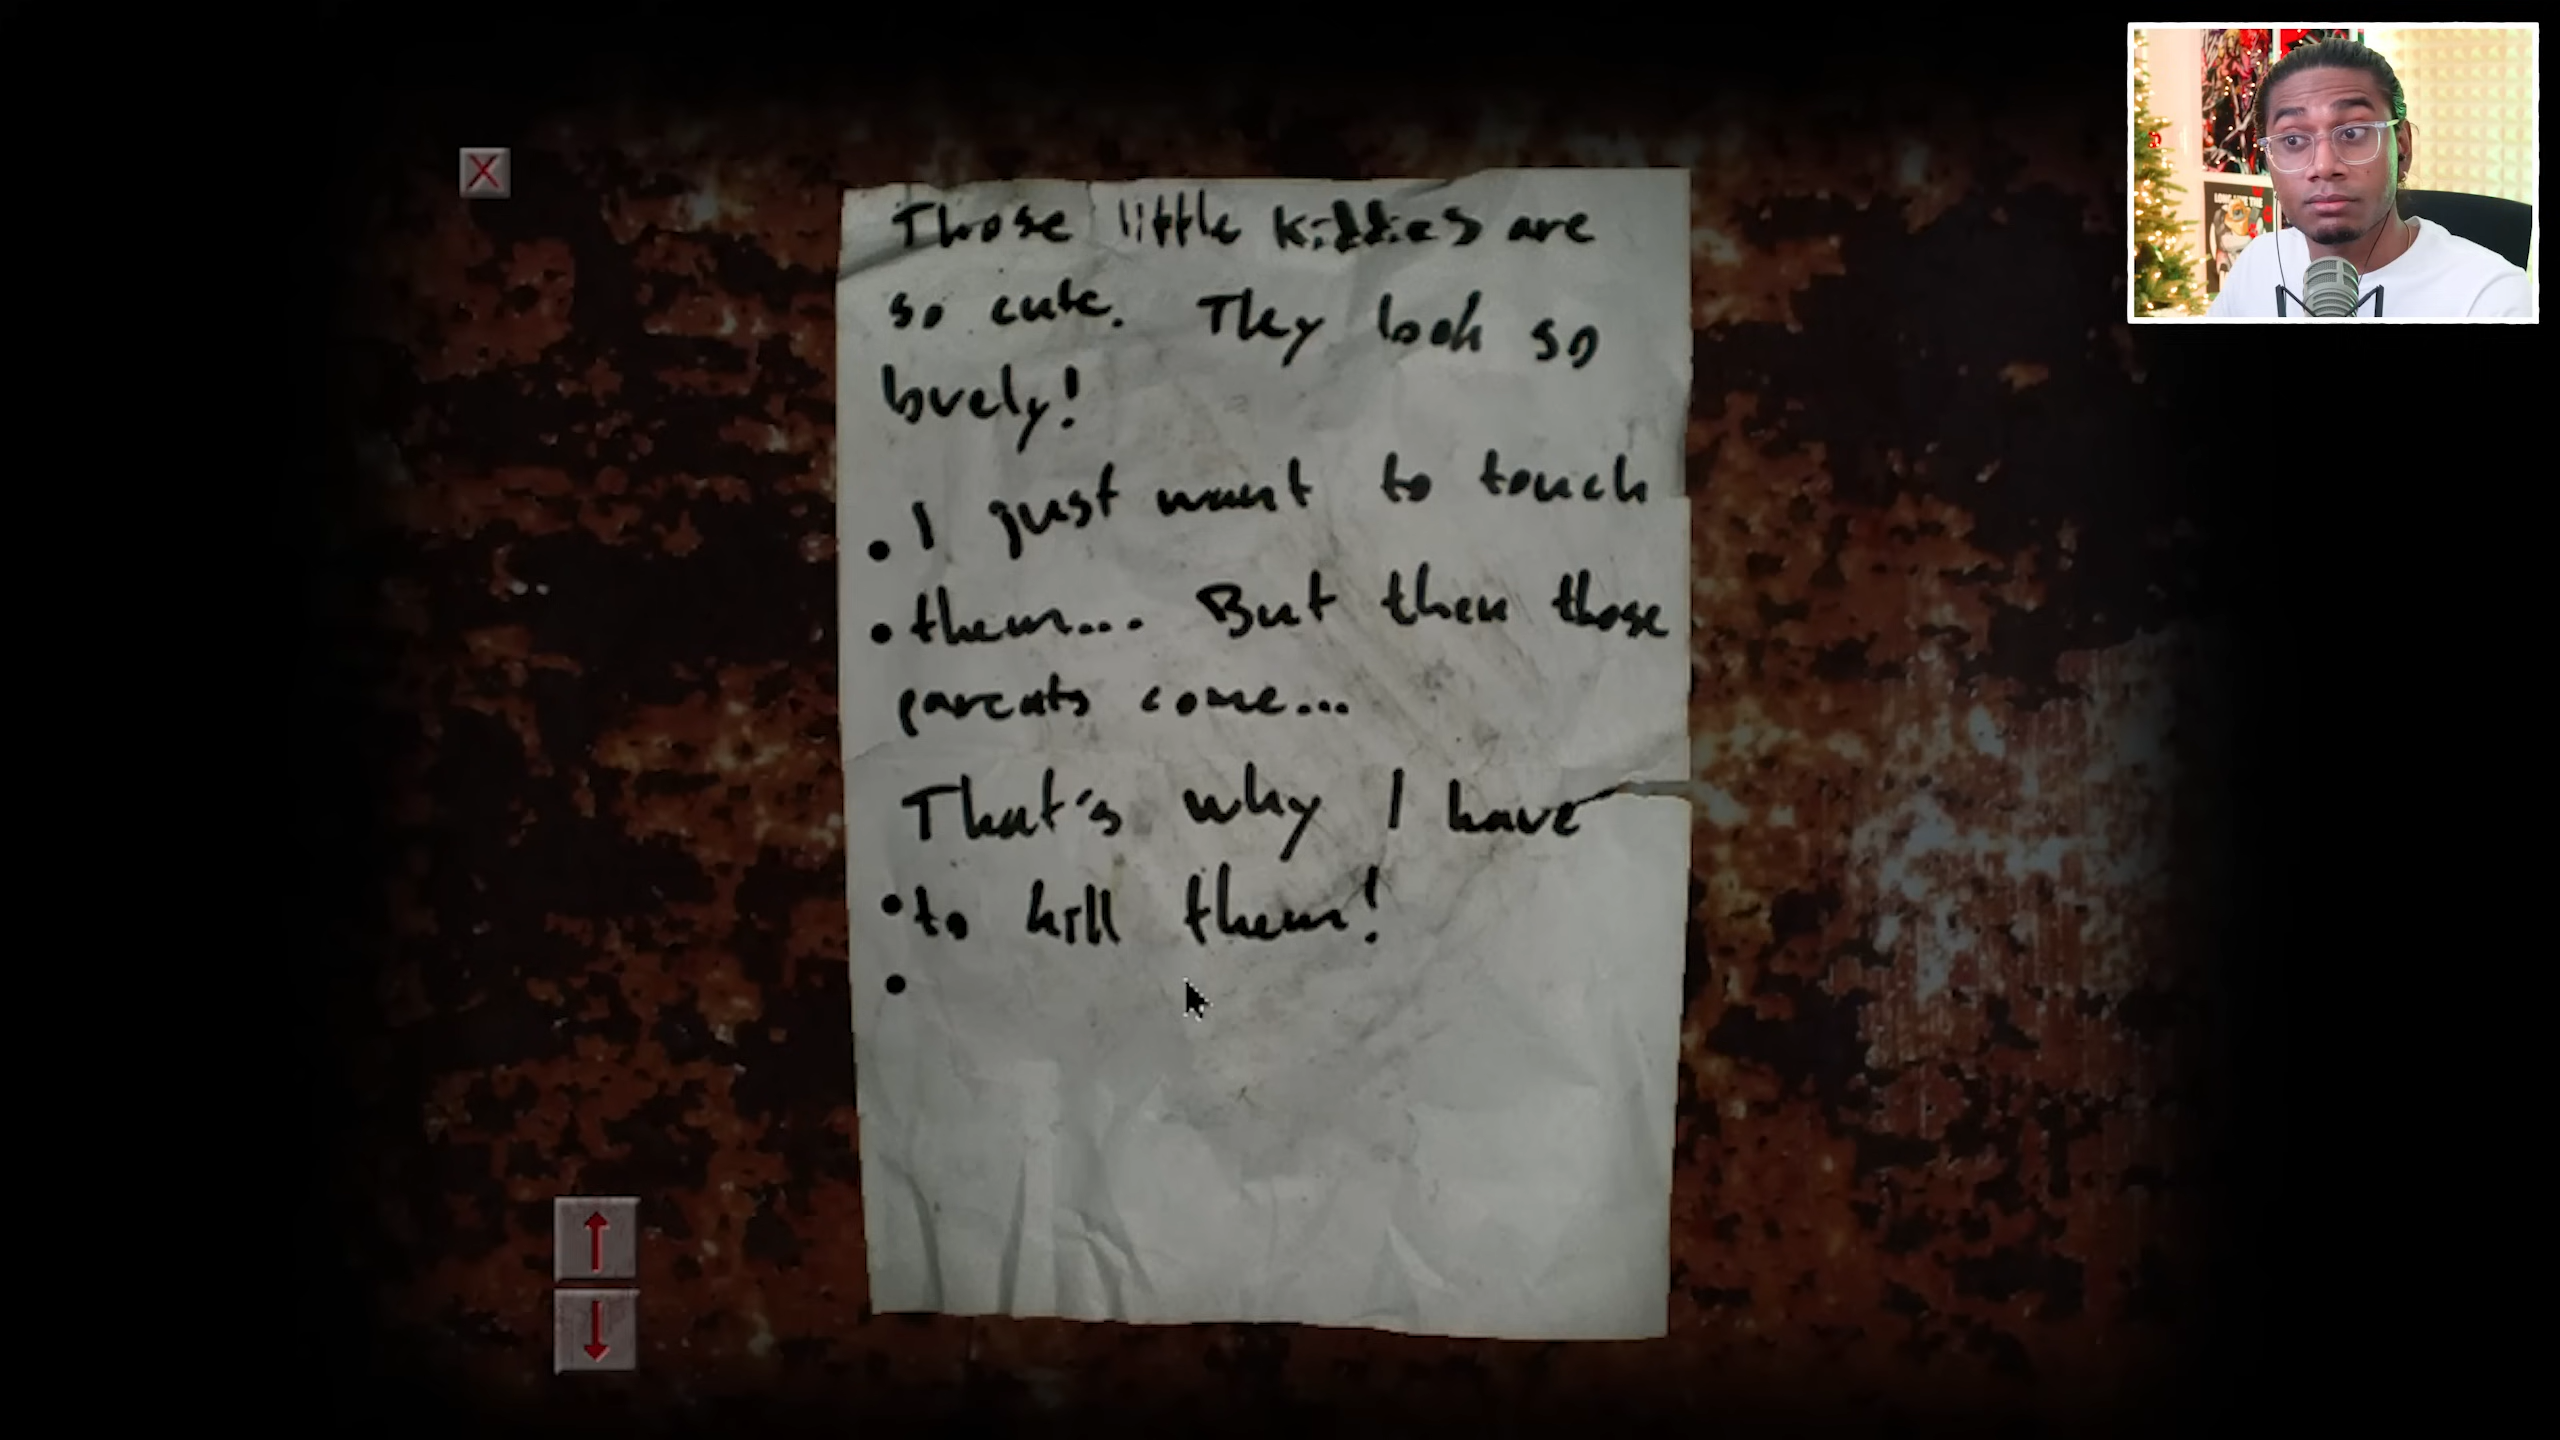 Those little kiddies are
so cute. They look so
lovely!
• I just want to touch
• them... But then those
parents come...
That's why I have
• to kill them!
•
X